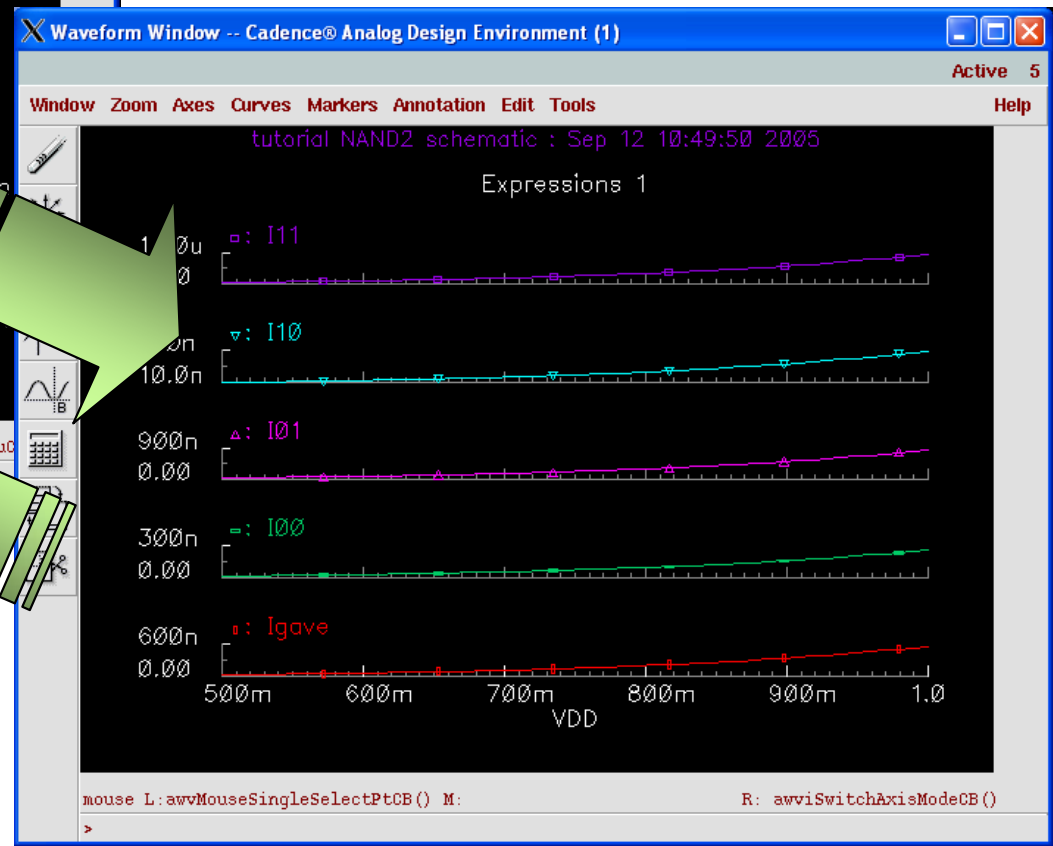 Waveform Window -- Cadence® Analog Design Environment (1)
Active 5
Window Zoom Axes Curves Markers Annotation Edit Tools Help
tutorial NAND2 schematic : Sep 12 10:49:50 2005
Expressions 1
: I11
: I10
10.0n
: I01
900n
0.00
: I00
300n
0.00
: Igave
600n
0.00
500m 600m 700m 800m 900m 1.0
VDD
mouse L:awvMouseSingleSelectPtCB() M: R: awviSwitchAxisModeCB()
>